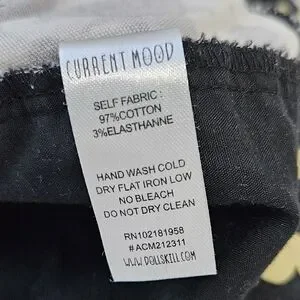 CURRENT MOOD
SELF FABRIC :
97%COTTON
3%ELASTHANNE
HAND WASH COLD
DRY FLAT IRON LOW
NO BLEACH
DO NOT DRY CLEAN
RN102181958
#ACM212311
WWW.DOLLSKILL.COM